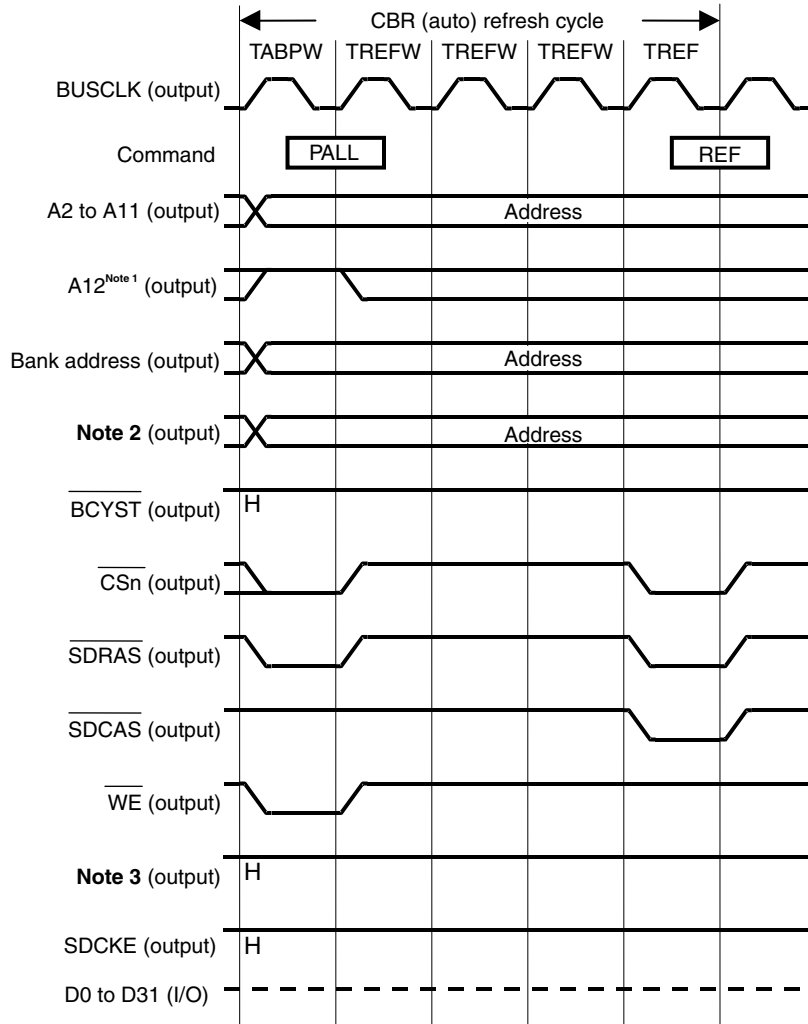 CBR (auto) refresh cycle
TABPW TREFW TREFW TREFW TREF
BUSCLK (output)
Command PALL REF
A2 to A11 (output) Address
A12Note 1 (output)
Bank address (output) Address
Note 2 (output) Address
BCYST (output) H
CSn (output)
SDRAS (output)
SDCAS (output)
WE (output)
Note 3 (output) H
SDCKE (output) H
D0 to D31 (I/O)